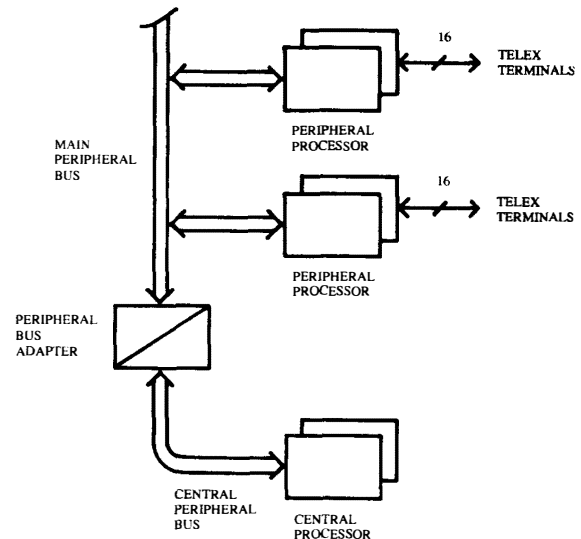 16
TELEX
TERMINALS
PERIPHERAL
PROCESSOR
MAIN
PERIPHERAL
BUS
16
TELEX
TERMINALS
PERIPHERAL
PROCESSOR
PERIPHERAL
BUS
ADAPTER
CENTRAL
PERIPHERAL
BUS
CENTRAL
PROCESSOR